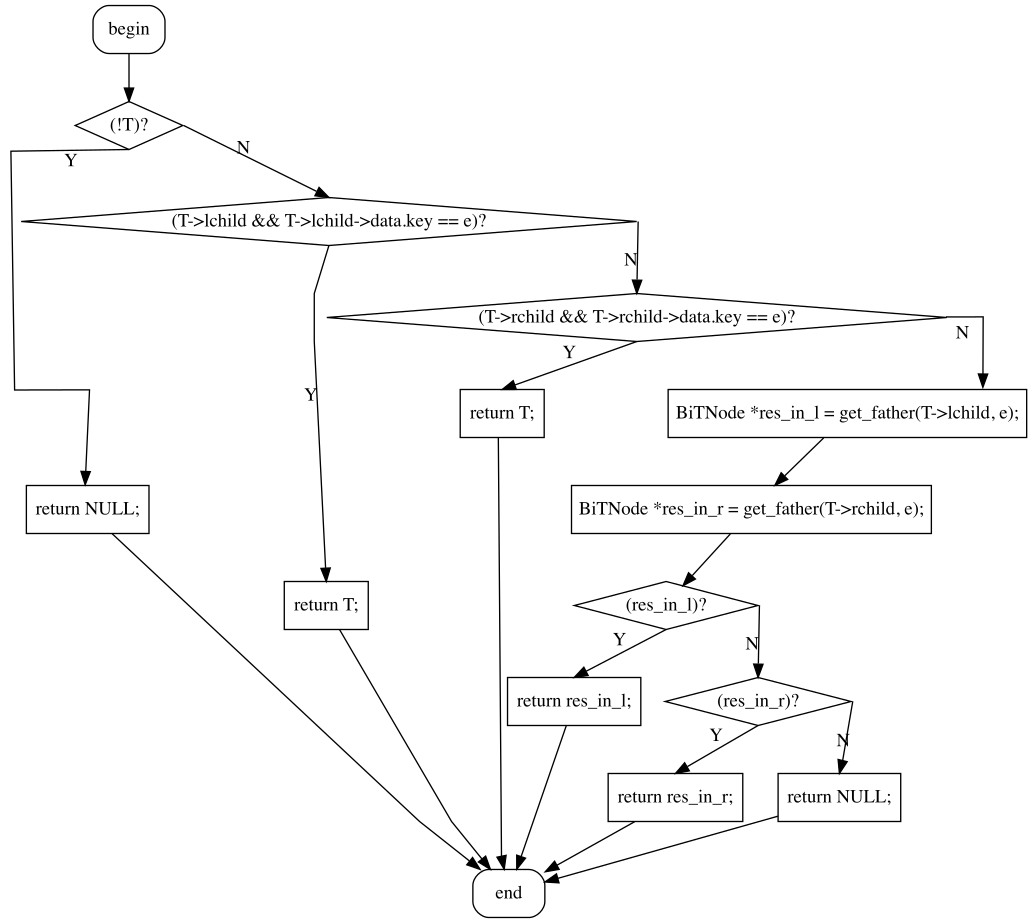 begin
(!T)?
Y
N
(T->lchild && T->lchild->data.key == e)?
N
(T->rchild && T->rchild->data.key == e)?
Y
N
Y
return T;
BiTNode *res_in_l = get_father(T->lchild, e);
return NULL;
BiTNode *res_in_r = get_father(T->rchild, e);
return T;
(res_in_l)?
Y
N
return res_in_l;
(res_in_r)?
Y
N
return res_in_r;
return NULL;
end